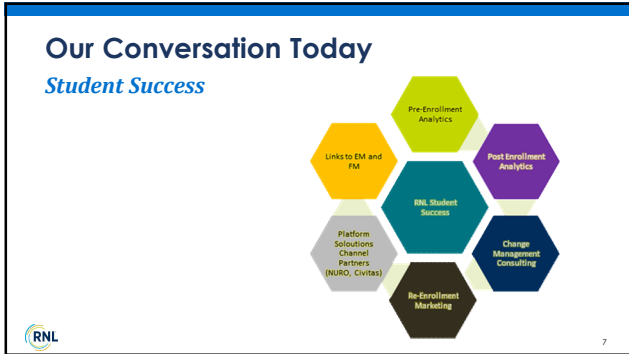 Our Conversation Today
Student Success
Pre-Enrollment
Analytics
Post Enrollment
Analytics
Links to EM and
FM
RNL Student
Success
Platform
Soloutions
Channel
Partners
(NURO, Civitas)
Change
Management
Consulting
Re-Enrollment
Marketing
RNL
7